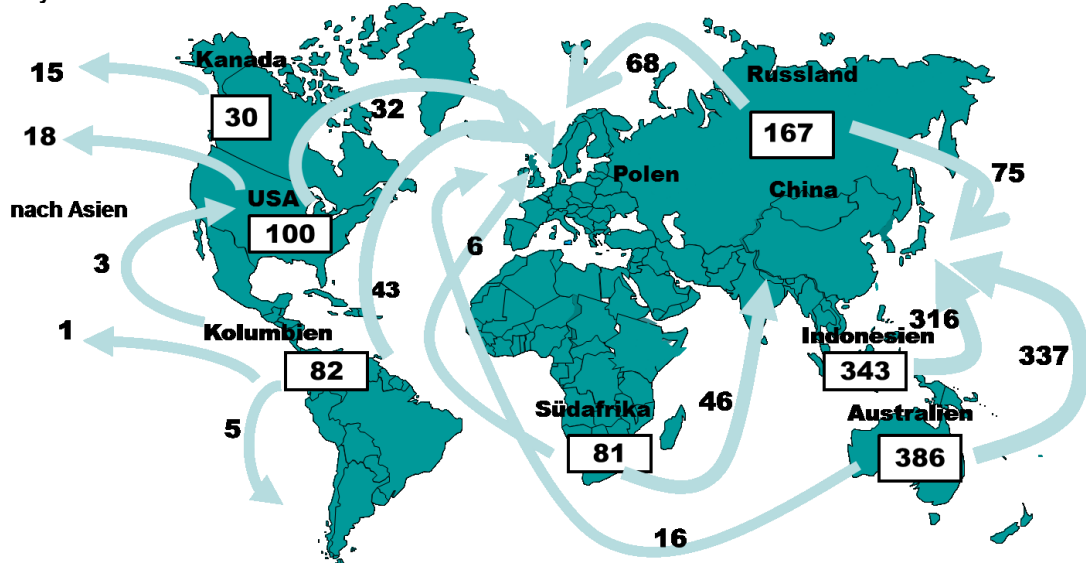 Kanada
68
Russland
15
32
30
167
18
75
Polen
China
USA
nach Asien
100
6
3
43
316
1
Kolumbien
Indonesien
337
82
343
Südafrika
46
Australien
5
81
386
16